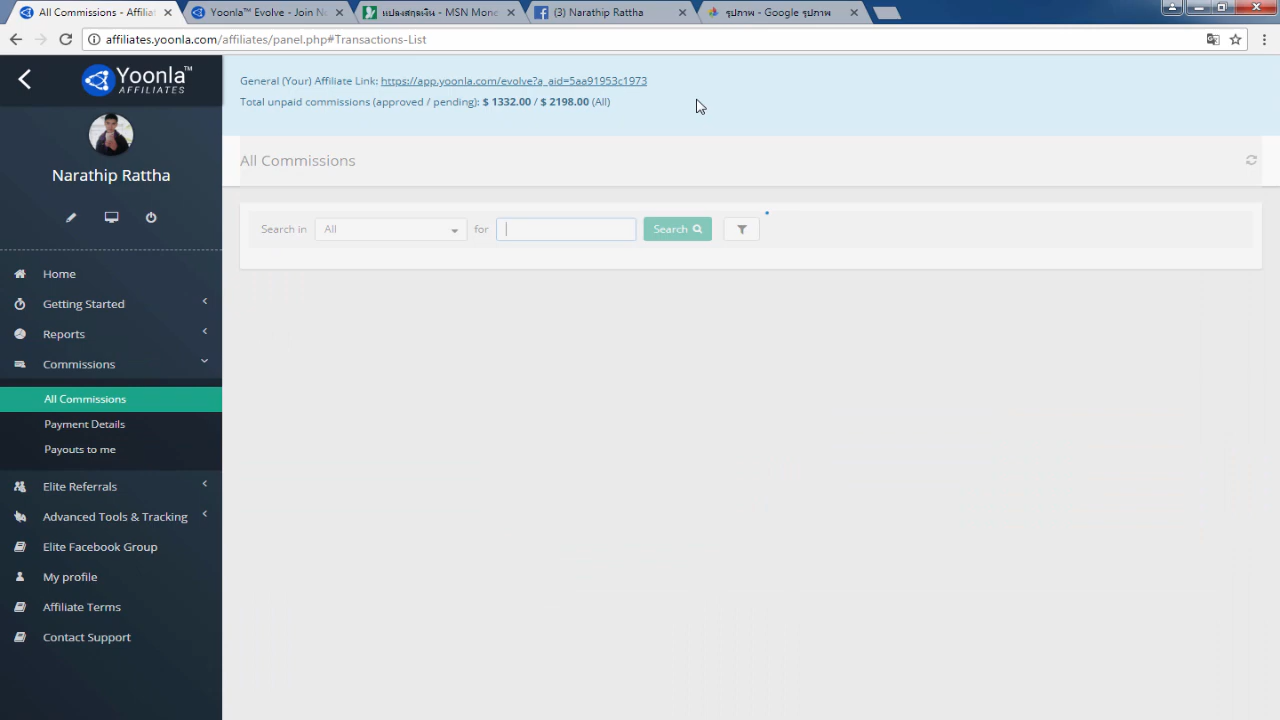 All Commissions - Affilia
Yoonla™ Evolve - Join Nu
แปลงสกุลเงิน - MSN Mone
(3) Narathip Rattha
รูปภาพ - Google รูปภาพ
affiliates.yoonla.com/affiliates/panel.php#Transactions-List
Yoonla™
AFFILIATES
Narathip Rattha
Home
Getting Started
Reports
Commissions
All Commissions
Payment Details
Payouts to me
Elite Referrals
Advanced Tools & Tracking
Elite Facebook Group
My profile
Affiliate Terms
Contact Support
General (Your) Affiliate Link: https://app.yoonla.com/evolve?a_aid=5aa91953c1973
Total unpaid commissions (approved / pending): $ 1332.00 / $ 2198.00 (All)
All Commissions
Search in All for Search